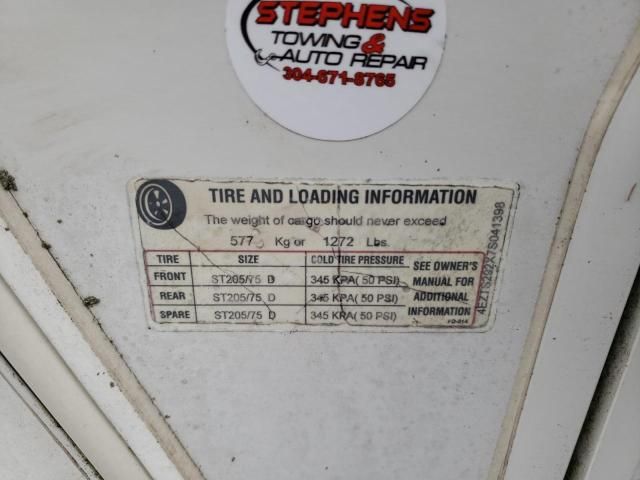 STEPHENS
TOWING &
AUTO REPAIR
304-671-8765
TIRE AND LOADING INFORMATION
The weight of cargo should never exceed
577 Kg or 1272 Lbs.
TIRE SIZE COLD TIRE PRESSURE SEE OWNER'S
FRONT ST205/75 D 345 KPA( 50 PSI) MANUAL FOR
REAR ST205/75 D 345 KPA( 50 PSI) ADDITIONAL
SPARE ST205/75 D 345 KPA( 50 PSI) INFORMATION
4EZTS282X7S041398